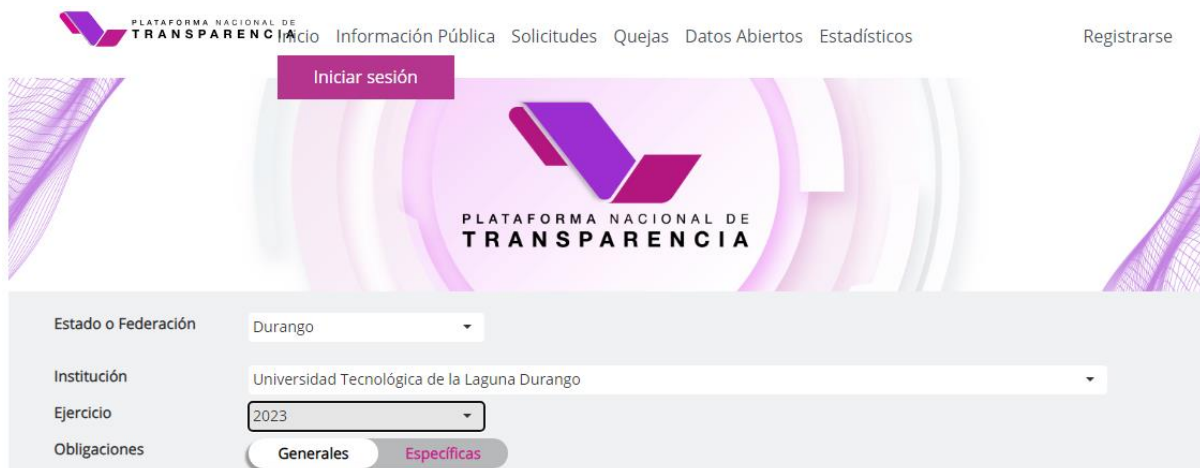 PLATAFORMA NACIONAL DE
TRANSPARENCIA
Inicio Información Pública Solicitudes Quejas Datos Abiertos Estadísticos Registrarse
Iniciar sesión
PLATAFORMA NACIONAL DE
TRANSPARENCIA
Estado o Federación Durango
Institución Universidad Tecnológica de la Laguna Durango
Ejercicio 2023
Obligaciones Generales Específicas